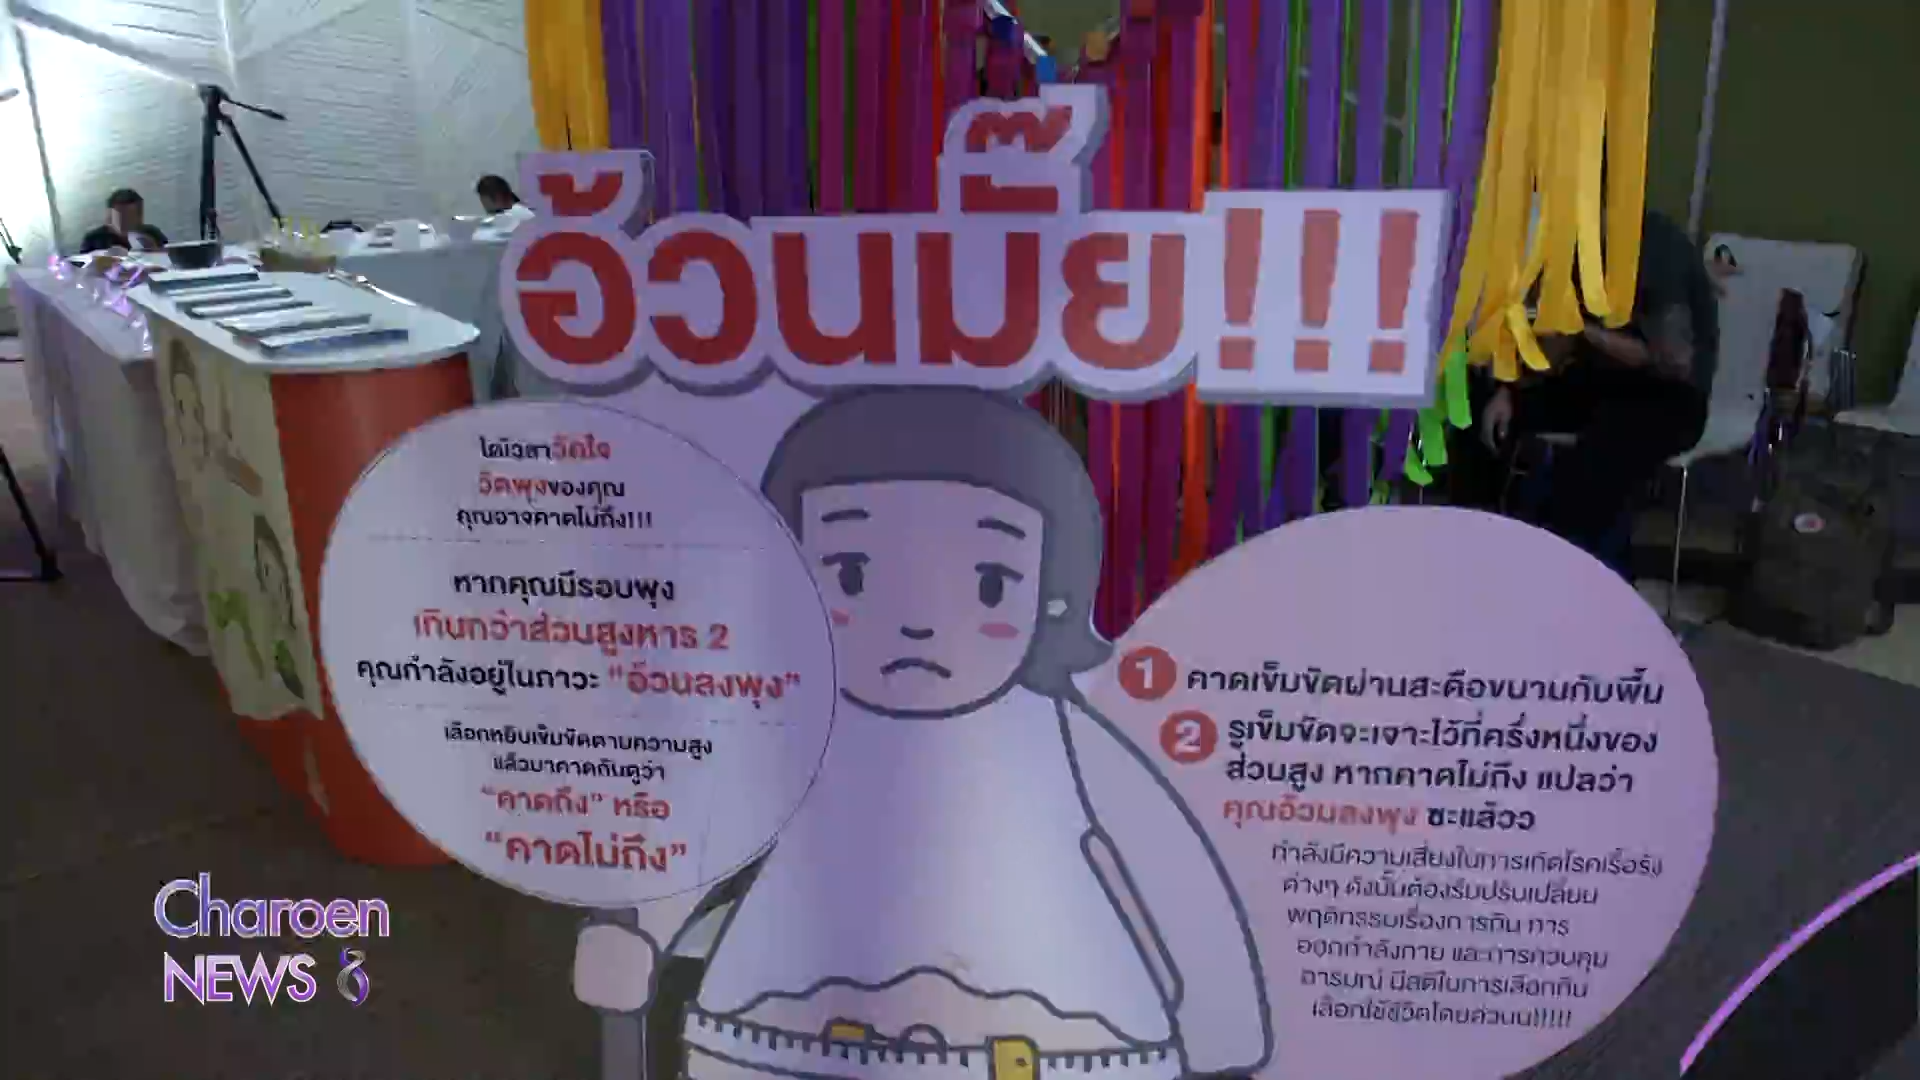 อ้วนมั๊ย!!!
ได้เวลาวัดใจ
วัดพุงของคุณ
คุณอาจคาดไม่ถึง!!!
หากคุณมีรอบพุง
เกินกว่าส่วนสูงหาร 2
คุณกำลังอยู่ในภาวะ "อ้วนลงพุง"
เลือกหยิบเข็มขัดตามความสูง
แล้วมาคาดกันดูว่า
"คาดถึง" หรือ
"คาดไม่ถึง"
1 คาดเข็มขัดผ่านสะดือขนานกับพื้น
2 รูเข็มขัดจะเจาะไว้ที่ครึ่งหนึ่งของ
ส่วนสูง หากคาดไม่ถึง แปลว่า
คุณอ้วนลงพุง ซะแล้วว
กำลังมีความเสี่ยงในการเกิดโรคเรื้อรัง
ต่างๆ ดังนั้นต้องเริ่มปรับเปลี่ยน
พฤติกรรมเรื่องการกิน การ
ออกกำลังกาย และการควบคุม
อารมณ์ มีสติในการเลือกกิน
เลือกใช้ชีวิตโดยด่วนน!!!!!
Charoen
NEWS 8